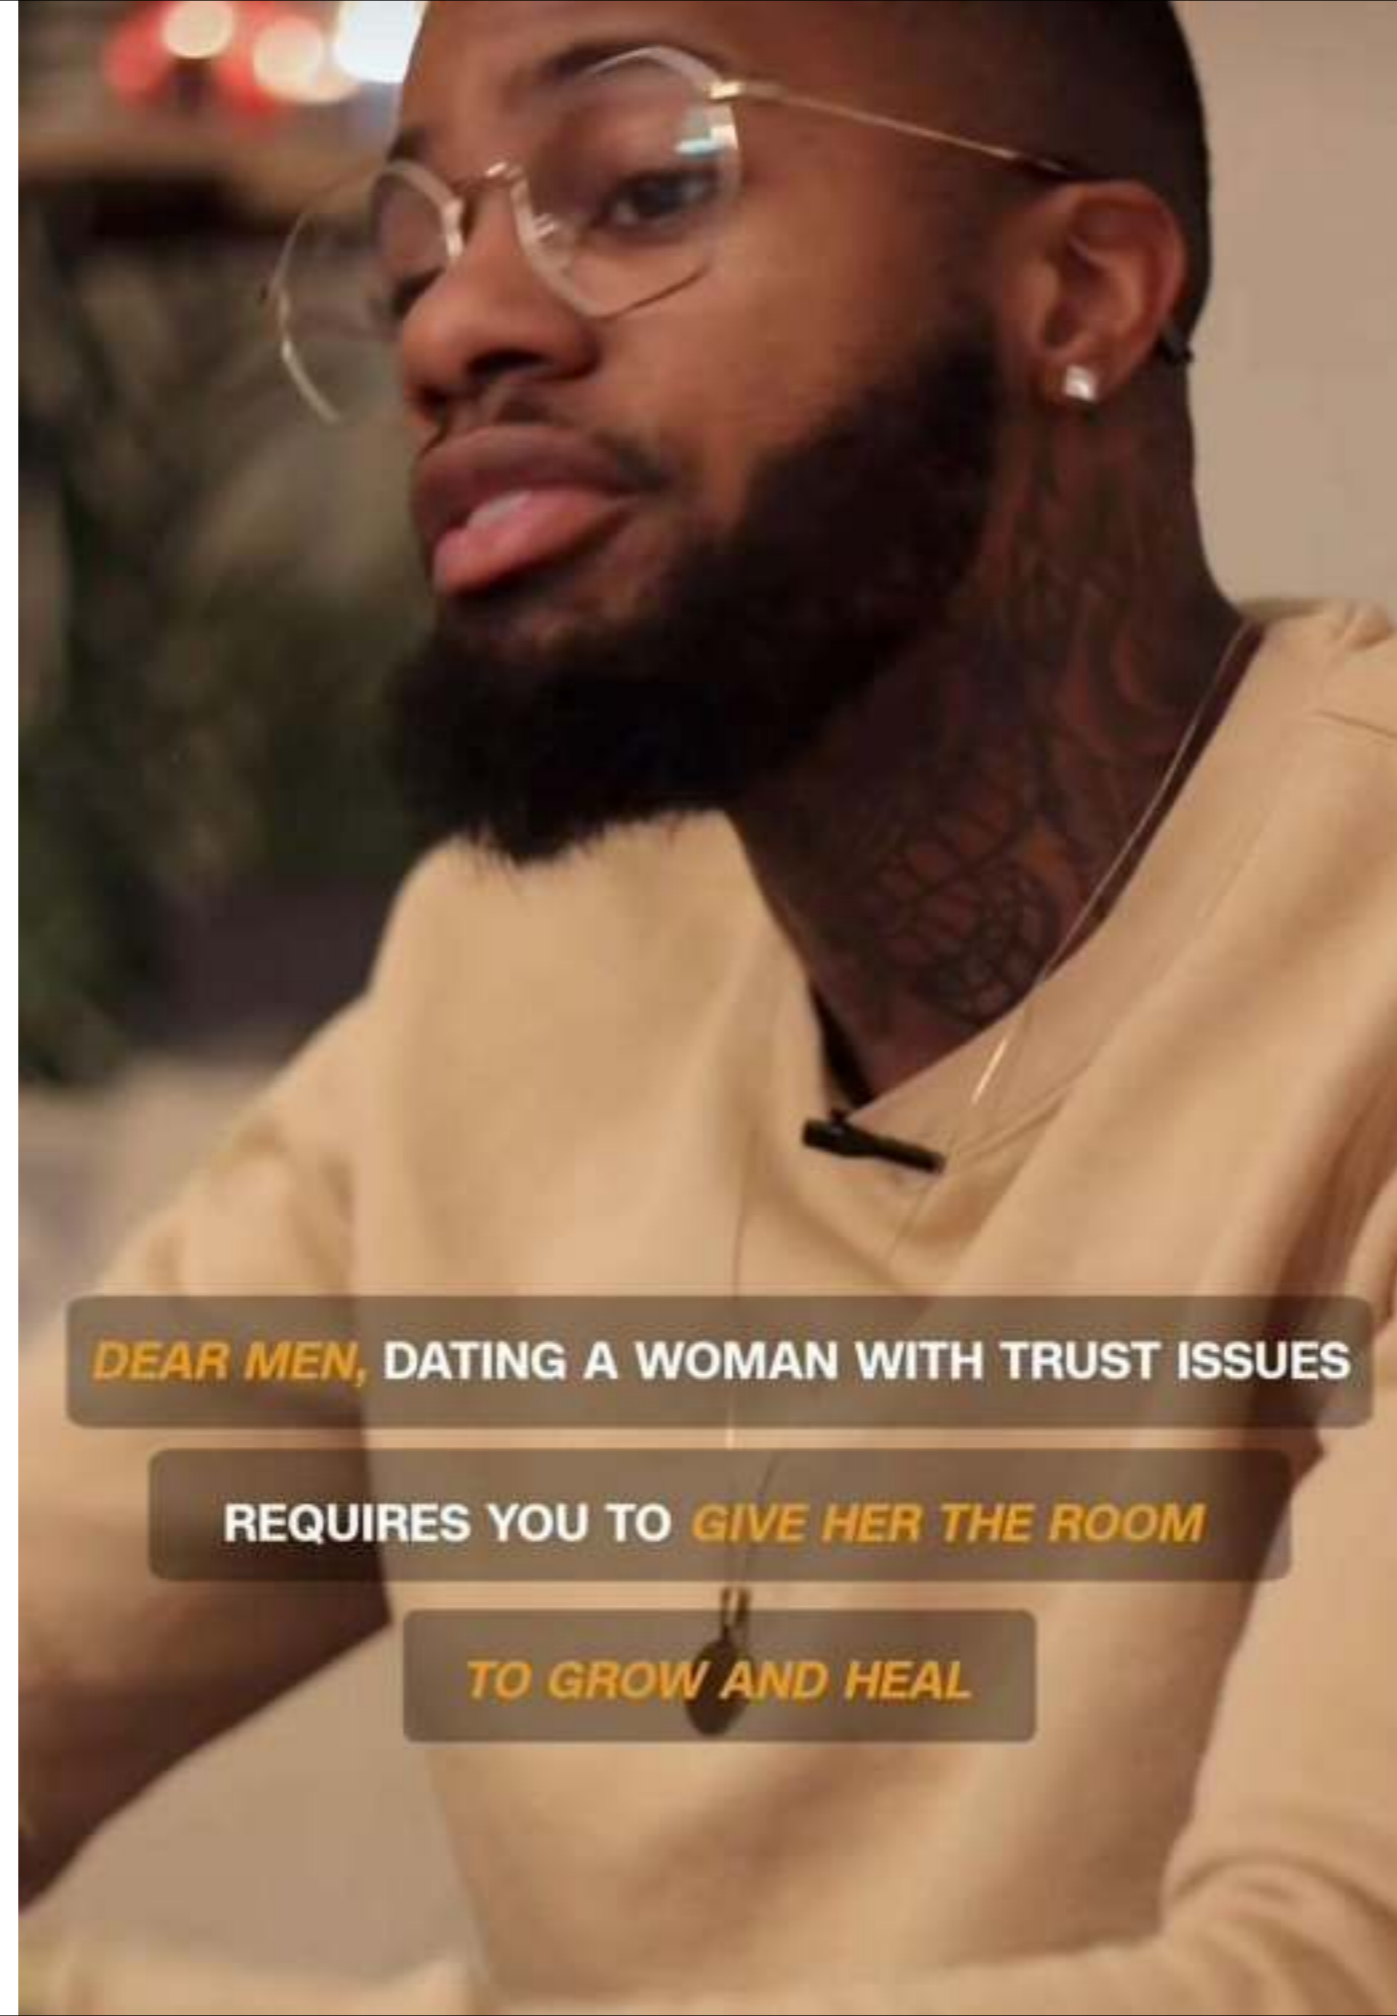 DEAR MEN, DATING A WOMAN WITH TRUST ISSUES
REQUIRES YOU TO GIVE HER THE ROOM
TO GROW AND HEAL